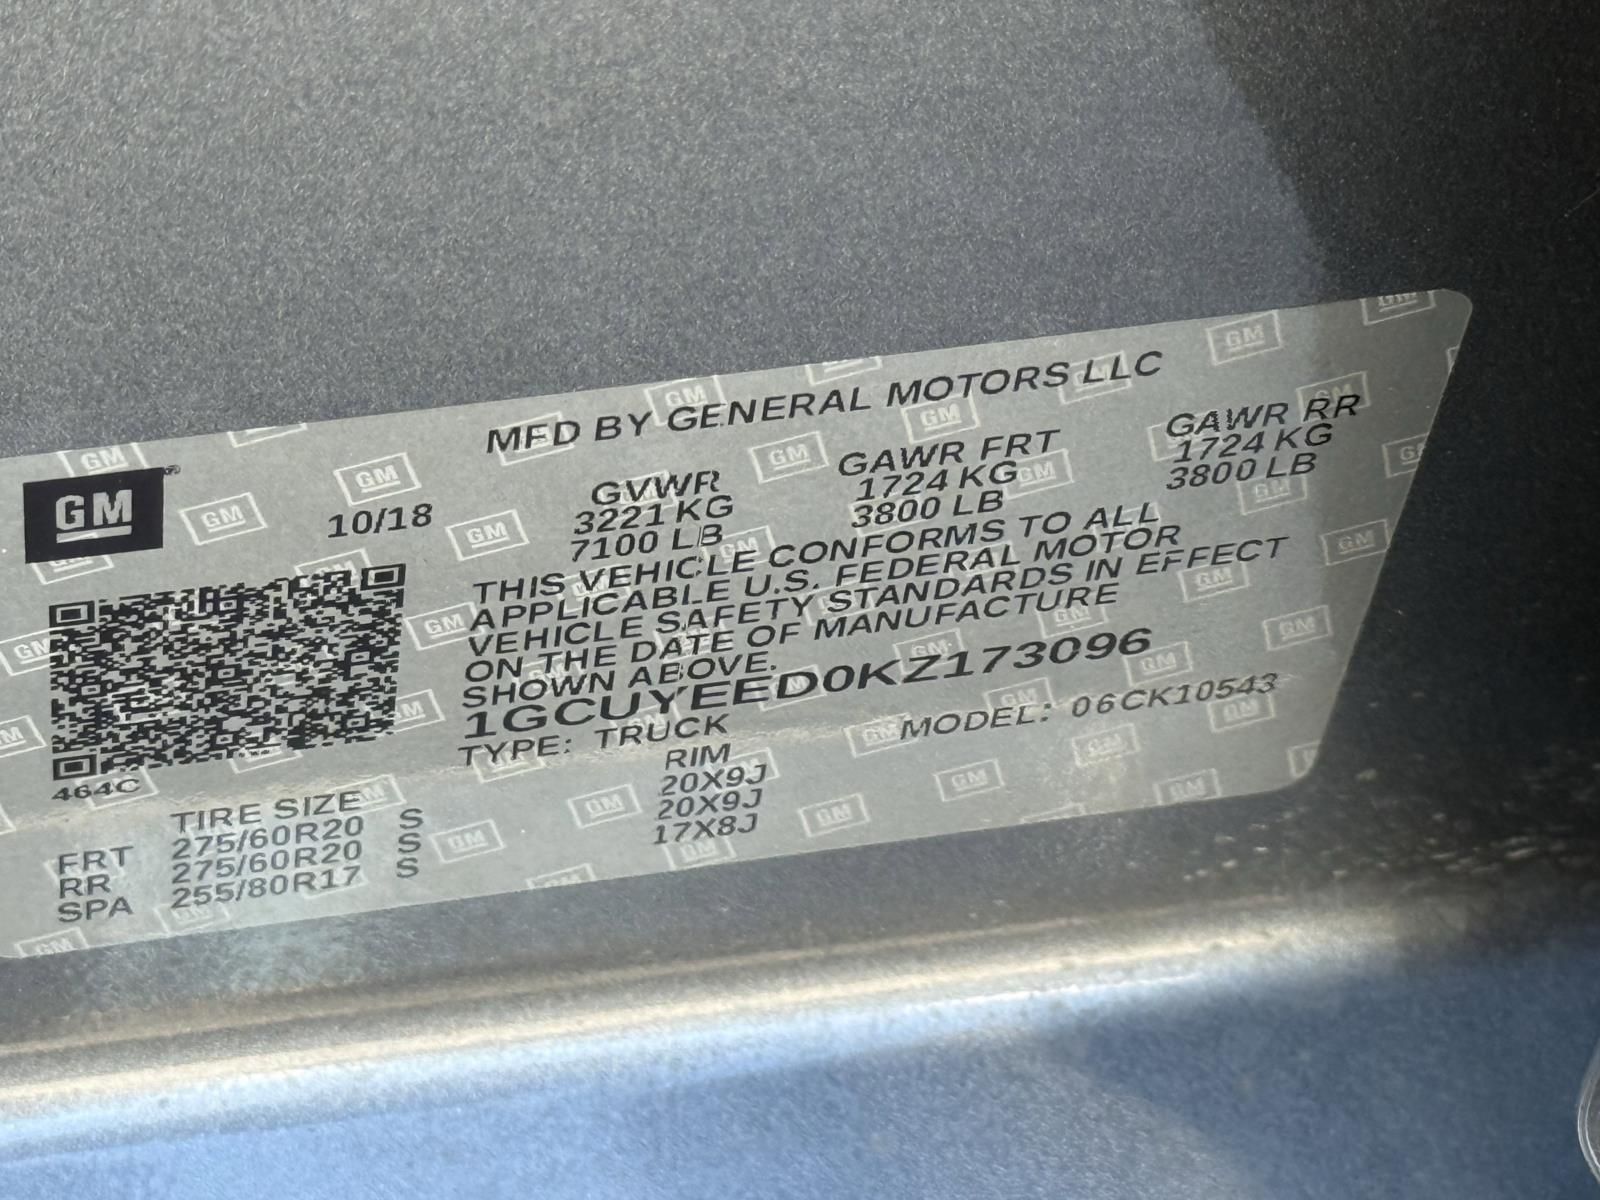 MFD BY GENERAL MOTORS LLC
GM
10/18
GVWR GAWR FRT GAWR RR
3221 KG 1724 KG 1724 KG
7100 LB 3800 LB 3800 LB
THIS VEHICLE CONFORMS TO ALL
APPLICABLE U.S. FEDERAL MOTOR
VEHICLE SAFETY STANDARDS IN EFFECT
ON THE DATE OF MANUFACTURE
SHOWN ABOVE.
1GCUYEED0KZ173096
TYPE: TRUCK MODEL: 06CK10543
464C
TIRE SIZE RIM
FRT 275/60R20 S 20X9J
RR 275/60R20 S 20X9J
SPA 255/80R17 S 17X8J